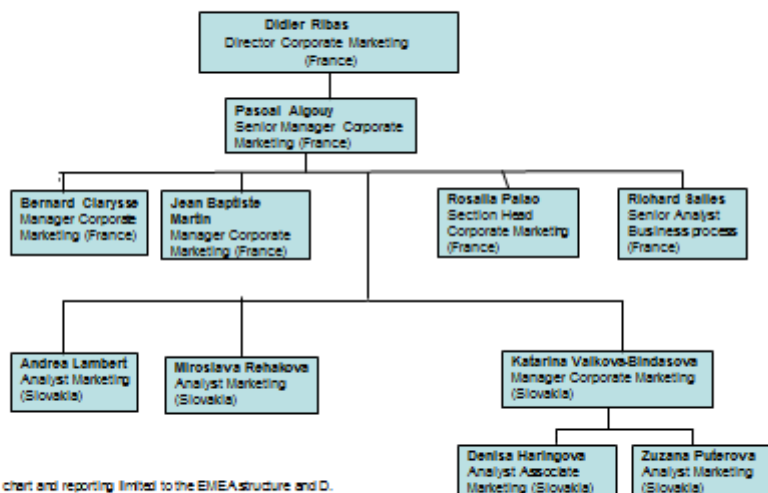 Didier Ribas
Director Corporate Marketing
(France)
Pascal Algouy
Senior Manager Corporate
Marketing (France)
Bernard Clarysse
Manager Corporate
Marketing (France)
Jean Baptiste
Martin
Manager Corporate
Marketing (France)
Rosalia Palao
Section Head
Corporate Marketing
(France)
Richard Salles
Senior Analyst
Business process
(France)
Andrea Lambert
Analyst Marketing
(Slovakia)
Miroslava Rehakova
Analyst Marketing
(Slovakia)
Katarina Valkova-Bindasova
Manager Corporate Marketing
(Slovakia)
Denisa Haringova
Analyst Associate
Marketing (Slovakia)
Zuzana Puterova
Analyst Marketing
(Slovakia)
chart and reporting limited to the EMEA structure and D.